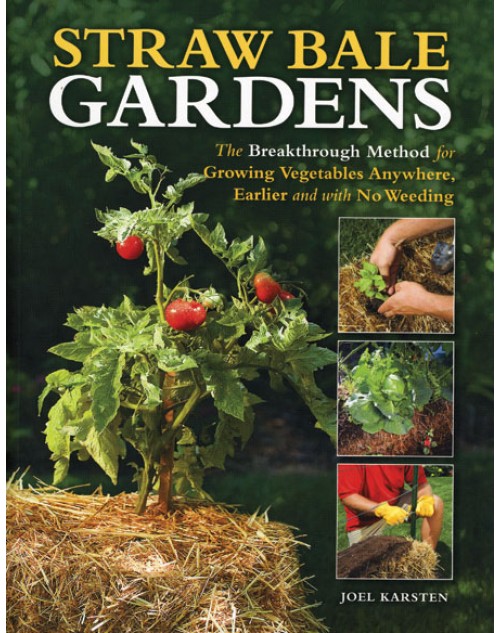 STRAW BALE
GARDENS
The Breakthrough Method for
Growing Vegetables Anywhere,
Earlier and with No Weeding
JOEL KARSTEN